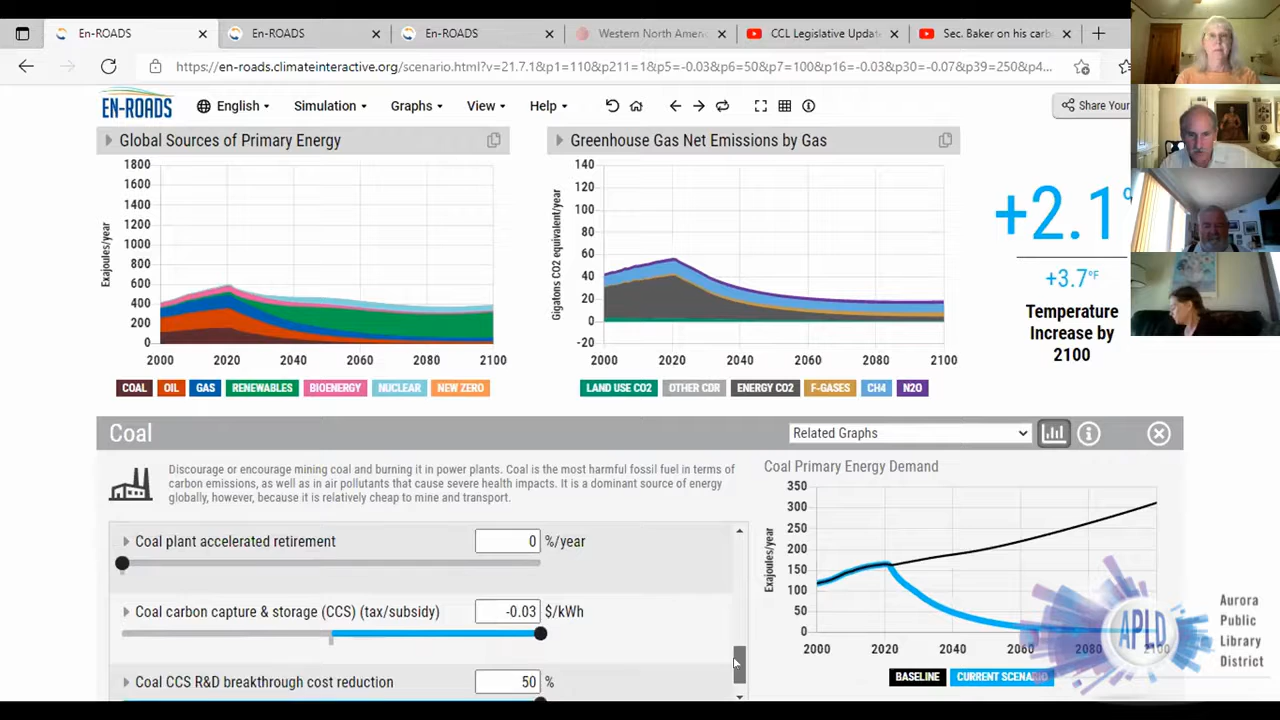 En-ROADS
En-ROADS
En-ROADS
Western North Ameri
CCL Legislative Updat
Sec. Baker on his carb
https://en-roads.climateinteractive.org/scenario.html?v=21.7.1&p1=110&p211=1&p5=-0.03&p6=50&p7=100&p16=-0.03&p30=-0.07&p39=250&p4...
EN-ROADS
English
Simulation
Graphs
View
Help
Share Your
Global Sources of Primary Energy
Exajoules/year
1800
1600
1400
1200
1000
800
600
400
200
0
2000 2020 2040 2060 2080 2100
COAL OIL GAS RENEWABLES BIOENERGY NUCLEAR NEW ZERO
Greenhouse Gas Net Emissions by Gas
Gigatons CO2 equivalent/year
140
120
100
80
60
40
20
0
-20
2000 2020 2040 2060 2080 2100
LAND USE CO2 OTHER CDR ENERGY CO2 F-GASES CH4 N2O
+2.1°
+3.7°F
Temperature
Increase by
2100
Coal
Related Graphs
Discourage or encourage mining coal and burning it in power plants. Coal is the most harmful fossil fuel in terms of
carbon emissions, as well as in air pollutants that cause severe health impacts. It is a dominant source of energy
globally, however, because it is relatively cheap to mine and transport.
Coal plant accelerated retirement 0 %/year
Coal carbon capture & storage (CCS) (tax/subsidy) -0.03 $/kWh
Coal CCS R&D breakthrough cost reduction 50 %
Coal Primary Energy Demand
Exajoules/year
350
300
250
200
150
100
50
0
2000 2020 2040 2060 2080 2100
BASELINE CURRENT SCENARIO
APLD
Aurora
Public
Library
District